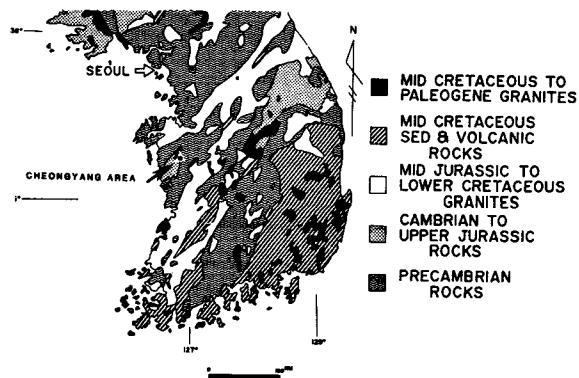 38°
SEOUL
N
CHEONGYANG AREA
127°
129°
0
MID CRETACEOUS TO
PALEOGENE GRANITES
MID CRETACEOUS
SED & VOLCANIC
ROCKS
MID JURASSIC TO
LOWER CRETACEOUS
GRANITES
CAMBRIAN TO
UPPER JURASSIC
ROCKS
PRECAMBRIAN
ROCKS